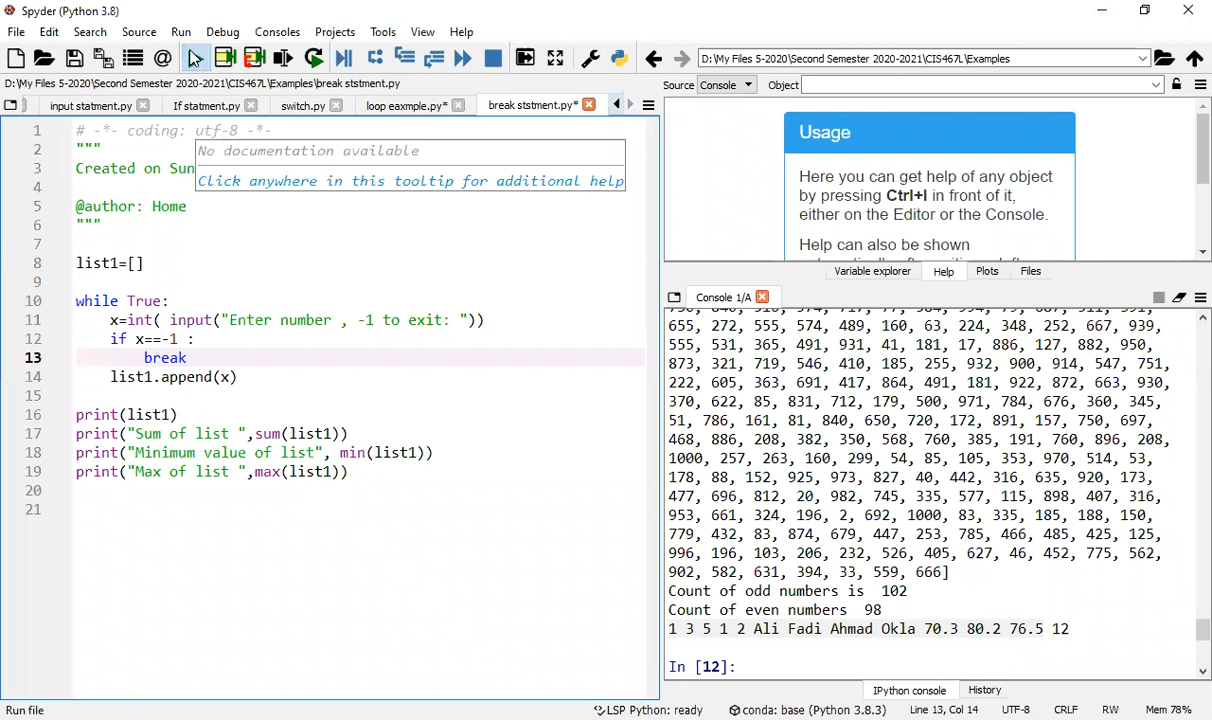 Spyder (Python 3.8)
File Edit Search Source Run Debug Consoles Projects Tools View Help
D:\My Files 5-2020\Second Semester 2020-2021\CIS467L\Examples
D:\My Files 5-2020\Second Semester 2020-2021\CIS467L\Examples\break ststment.py
Source Console Object
input statment.py If statment.py switch.py loop eaxmple.py* break ststment.py*
1 # -*- coding: utf-8 -*-
2 """
3 Created on Sun
4
5 @author: Home
6 """
7
8 list1=[]
9
10 while True:
11 x=int( input("Enter number , -1 to exit: "))
12 if x==-1 :
13 break
14 list1.append(x)
15
16 print(list1)
17 print("Sum of list ",sum(list1))
18 print("Minimum value of list", min(list1))
19 print("Max of list ",max(list1))
20
21
No documentation available
Click anywhere in this tooltip for additional help
Usage
Here you can get help of any object
by pressing Ctrl+I in front of it,
either on the Editor or the Console.
Help can also be shown
Variable explorer Help Plots Files
Console 1/A
655, 272, 555, 574, 489, 160, 63, 224, 348, 252, 667, 939,
555, 531, 365, 491, 931, 41, 181, 17, 886, 127, 882, 950,
873, 321, 719, 546, 410, 185, 255, 932, 900, 914, 547, 751,
222, 605, 363, 691, 417, 864, 491, 181, 922, 872, 663, 930,
370, 622, 85, 831, 712, 179, 500, 971, 784, 676, 360, 345,
51, 786, 161, 81, 840, 650, 720, 172, 891, 157, 750, 697,
468, 886, 208, 382, 350, 568, 760, 385, 191, 760, 896, 208,
1000, 257, 263, 160, 299, 54, 85, 105, 353, 970, 514, 53,
178, 88, 152, 925, 973, 827, 40, 442, 316, 635, 920, 173,
477, 696, 812, 20, 982, 745, 335, 577, 115, 898, 407, 316,
953, 661, 324, 196, 2, 692, 1000, 83, 335, 185, 188, 150,
779, 432, 83, 874, 679, 447, 253, 785, 466, 485, 425, 125,
996, 196, 103, 206, 232, 526, 405, 627, 46, 452, 775, 562,
902, 582, 631, 394, 33, 559, 666]
Count of odd numbers is 102
Count of even numbers 98
1 3 5 1 2 Ali Fadi Ahmad Okla 70.3 80.2 76.5 12
In [12]:
IPython console History
Run file LSP Python: ready conda: base (Python 3.8.3) Line 13, Col 14 UTF-8 CRLF RW Mem 78%